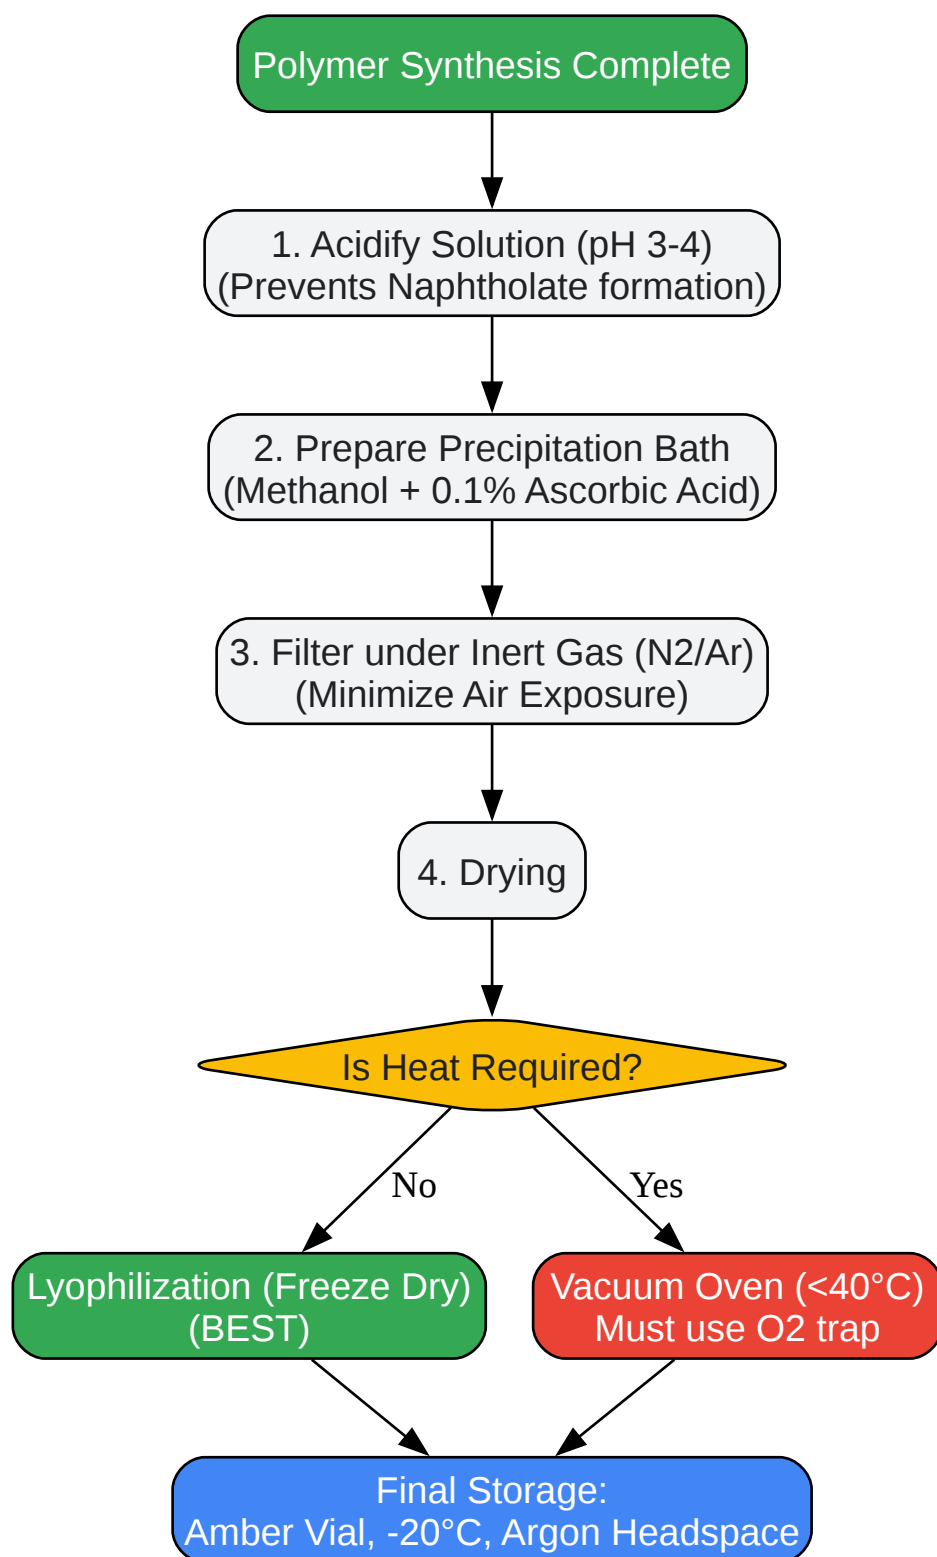 Polymer Synthesis Complete
1. Acidify Solution (pH 3-4)
(Prevents Naphtholate formation)
2. Prepare Precipitation Bath
(Methanol + 0.1% Ascorbic Acid)
3. Filter under Inert Gas (N2/Ar)
(Minimize Air Exposure)
4. Drying
Is Heat Required?
No
Yes
Lyophilization (Freeze Dry)
(BEST)
Vacuum Oven (<40°C)
Must use O2 trap
Final Storage:
Amber Vial, -20°C, Argon Headspace